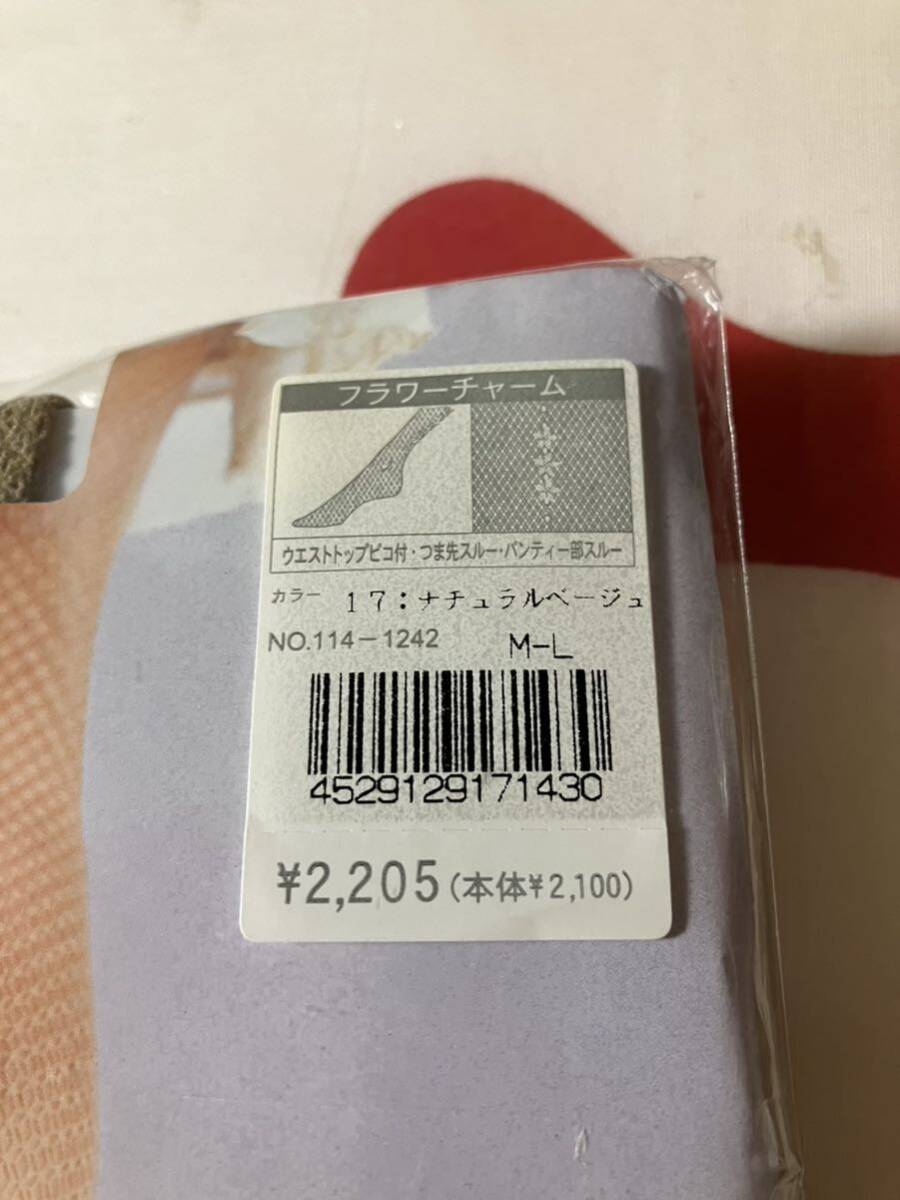 フラワーチャーム
ウエストトップピコ付・つま先スルー・パンティー部スルー
カラー 17:ナチュラルベージュ
NO.114-1242 M-L
4529129171430
¥2,205(本体¥2,100)